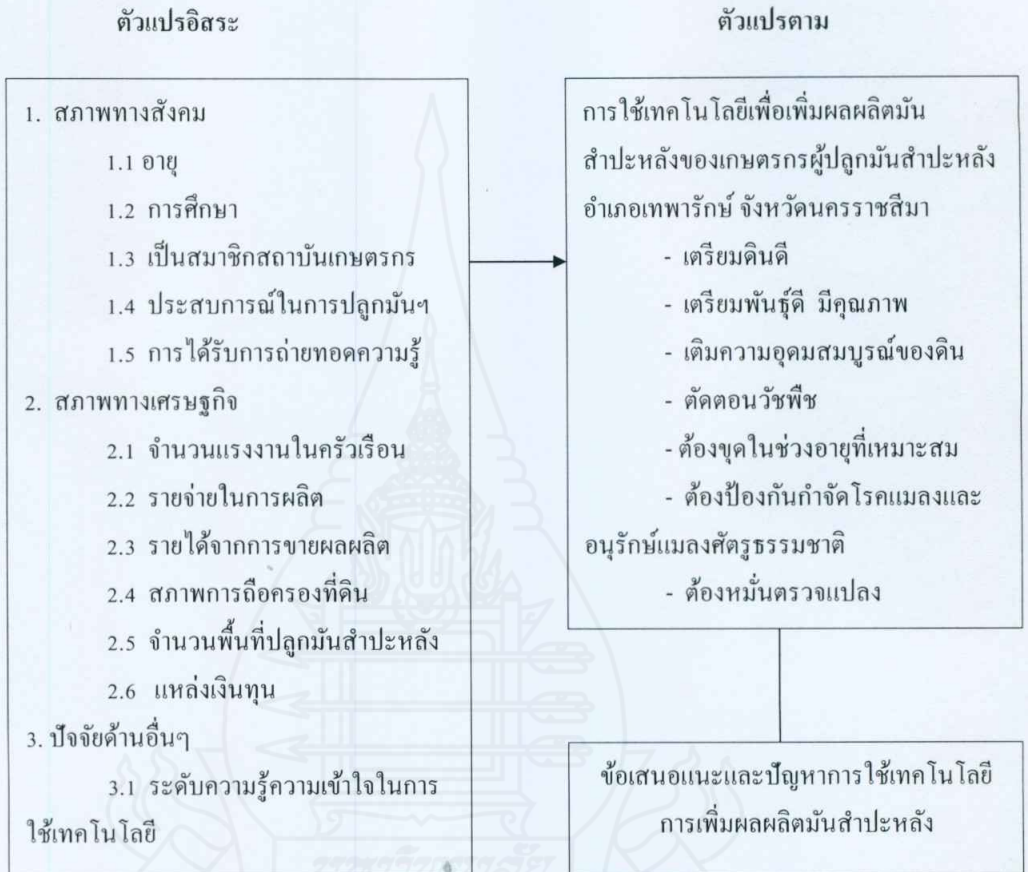 ตัวแปรอิสระ
ตัวแปรตาม
1. สภาพทางสังคม
1.1 อายุ
1.2 การศึกษา
1.3 เป็นสมาชิกสถาบันเกษตรกร
1.4 ประสบการณ์ในการปลูกมันฯ
1.5 การได้รับการถ่ายทอดความรู้
2. สภาพทางเศรษฐกิจ
2.1 จำนวนแรงงานในครัวเรือน
2.2 รายจ่ายในการผลิต
2.3 รายได้จากการขายผลผลิต
2.4 สภาพการถือครองที่ดิน
2.5 จำนวนพื้นที่ปลูกมันสำปะหลัง
2.6 แหล่งเงินทุน
3. ปัจจัยด้านอื่นๆ
3.1 ระดับความรู้ความเข้าใจในการ
ใช้เทคโนโลยี
การใช้เทคโนโลยีเพื่อเพิ่มผลผลิตมัน
สำปะหลังของเกษตรกรผู้ปลูกมันสำปะหลัง
อำเภอเทพารักษ์ จังหวัดนครราชสีมา
- เตรียมดินดี
- เตรียมพันธุ์ดี มีคุณภาพ
- เติมความอุดมสมบูรณ์ของดิน
- ตัดตอนวัชพืช
- ต้องขุดในช่วงอายุที่เหมาะสม
- ต้องป้องกันกำจัดโรคแมลงและ
อนุรักษ์แมลงศัตรูธรรมชาติ
- ต้องหมั่นตรวจแปลง
ข้อเสนอแนะและปัญหาการใช้เทคโนโลยี
การเพิ่มผลผลิตมันสำปะหลัง